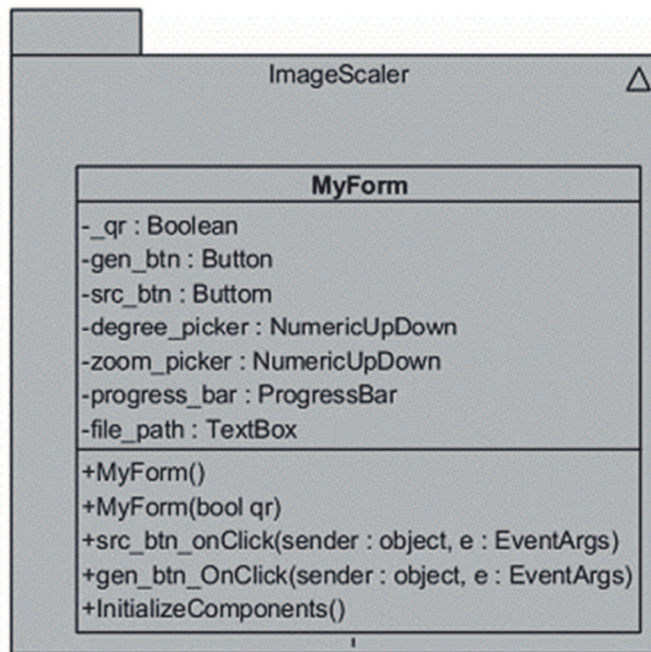 ImageScaler
MyForm
-_qr : Boolean
-gen_btn : Button
-src_btn : Buttom
-degree_picker : NumericUpDown
-zoom_picker : NumericUpDown
-progress_bar : ProgressBar
-file_path : TextBox
+MyForm()
+MyForm(bool qr)
+src_btn_onClick(sender : object, e : EventArgs)
+gen_btn_OnClick(sender : object, e : EventArgs)
+InitializeComponents()